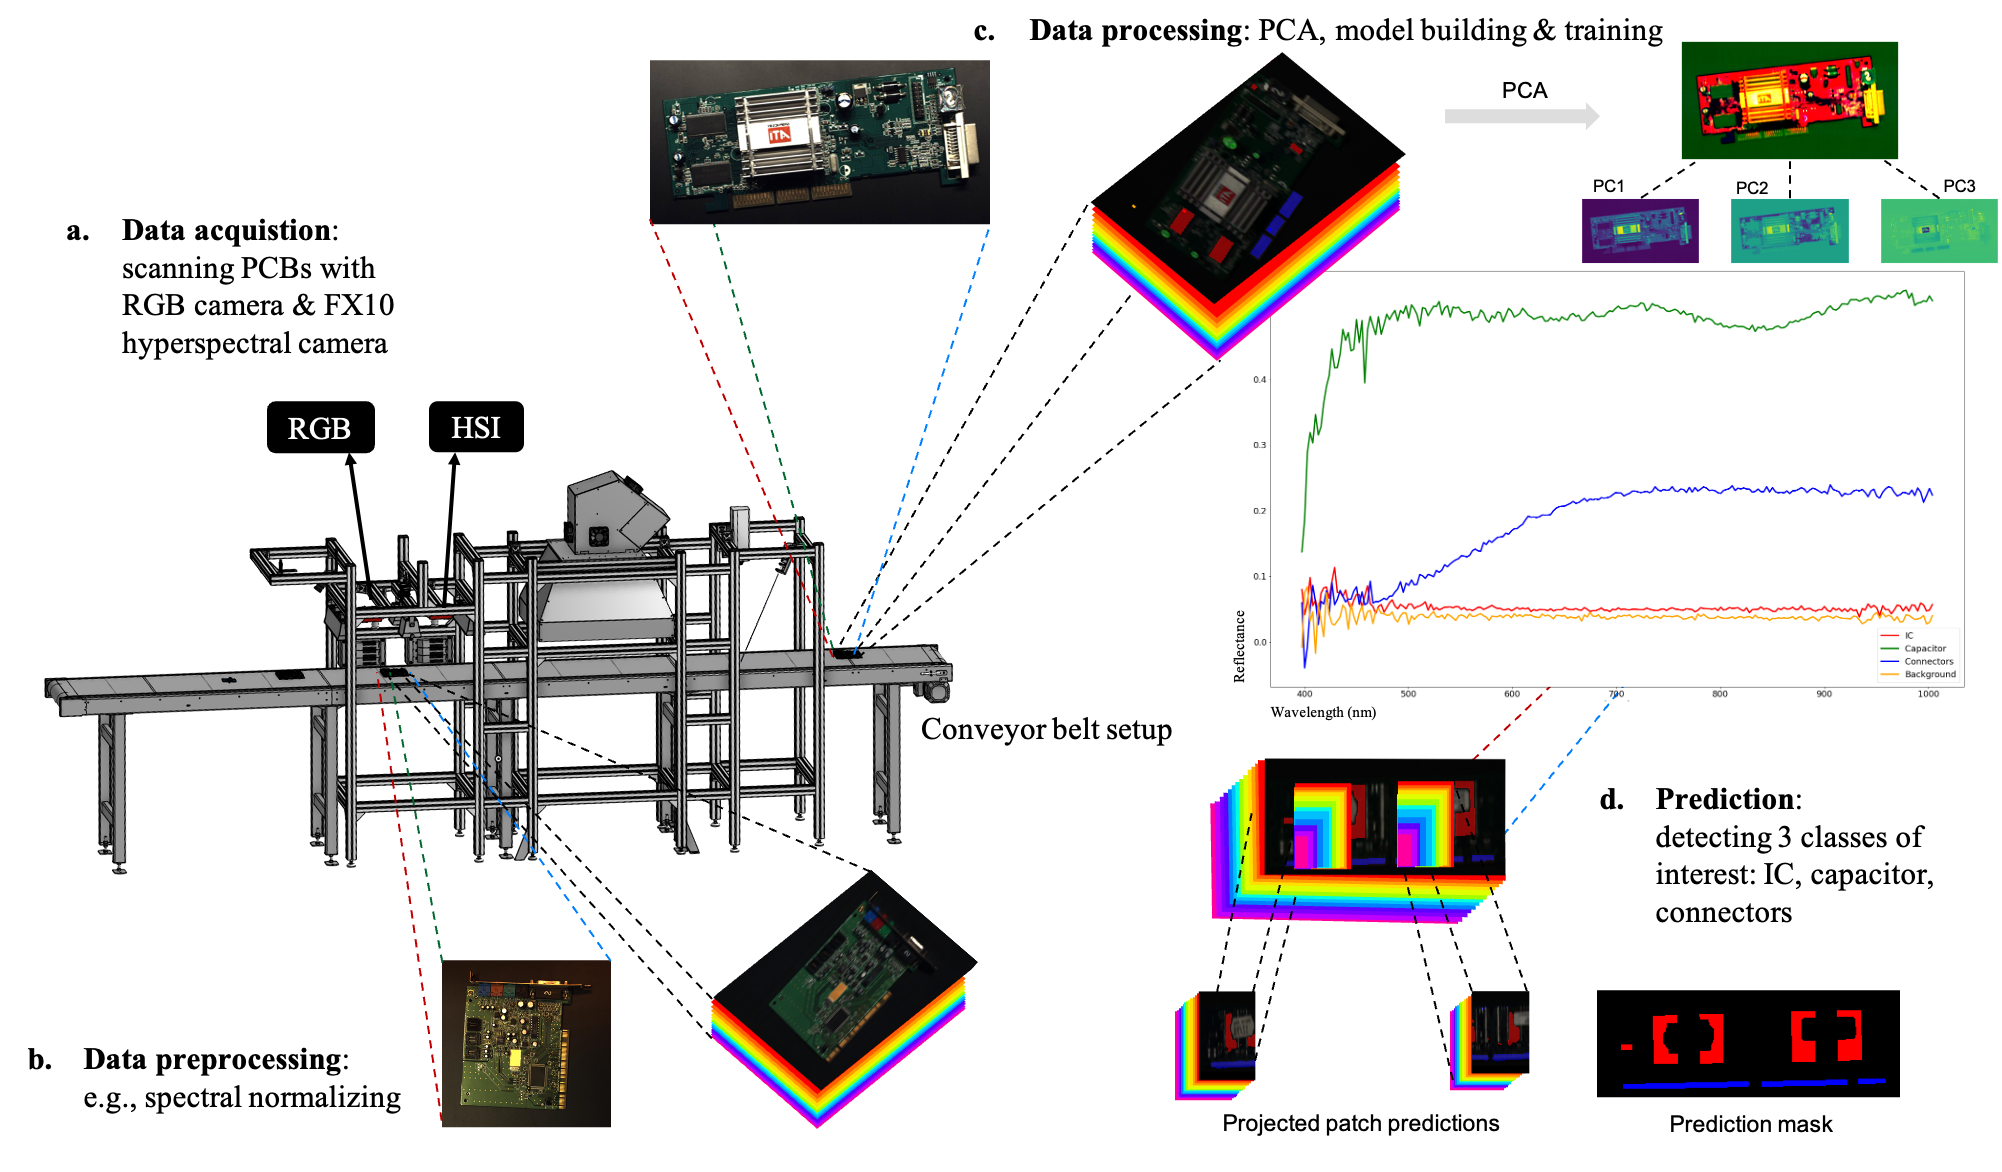 c. Data processing: PCA, model building & training
PCA
PC1
PC2
PC3
a. Data acquistion:
scanning PCBs with
RGB camera & FX10
hyperspectral camera
RGB
HSI
0.4
0.3
0.2
0.1
0.0
Reflectance
IC
Capacitor
Connectors
Background
400
500
600
700
800
900
1000
Wavelength (nm)
Conveyor belt setup
d. Prediction:
detecting 3 classes of
interest: IC, capacitor,
connectors
b. Data preprocessing:
e.g., spectral normalizing
Projected patch predictions
Prediction mask